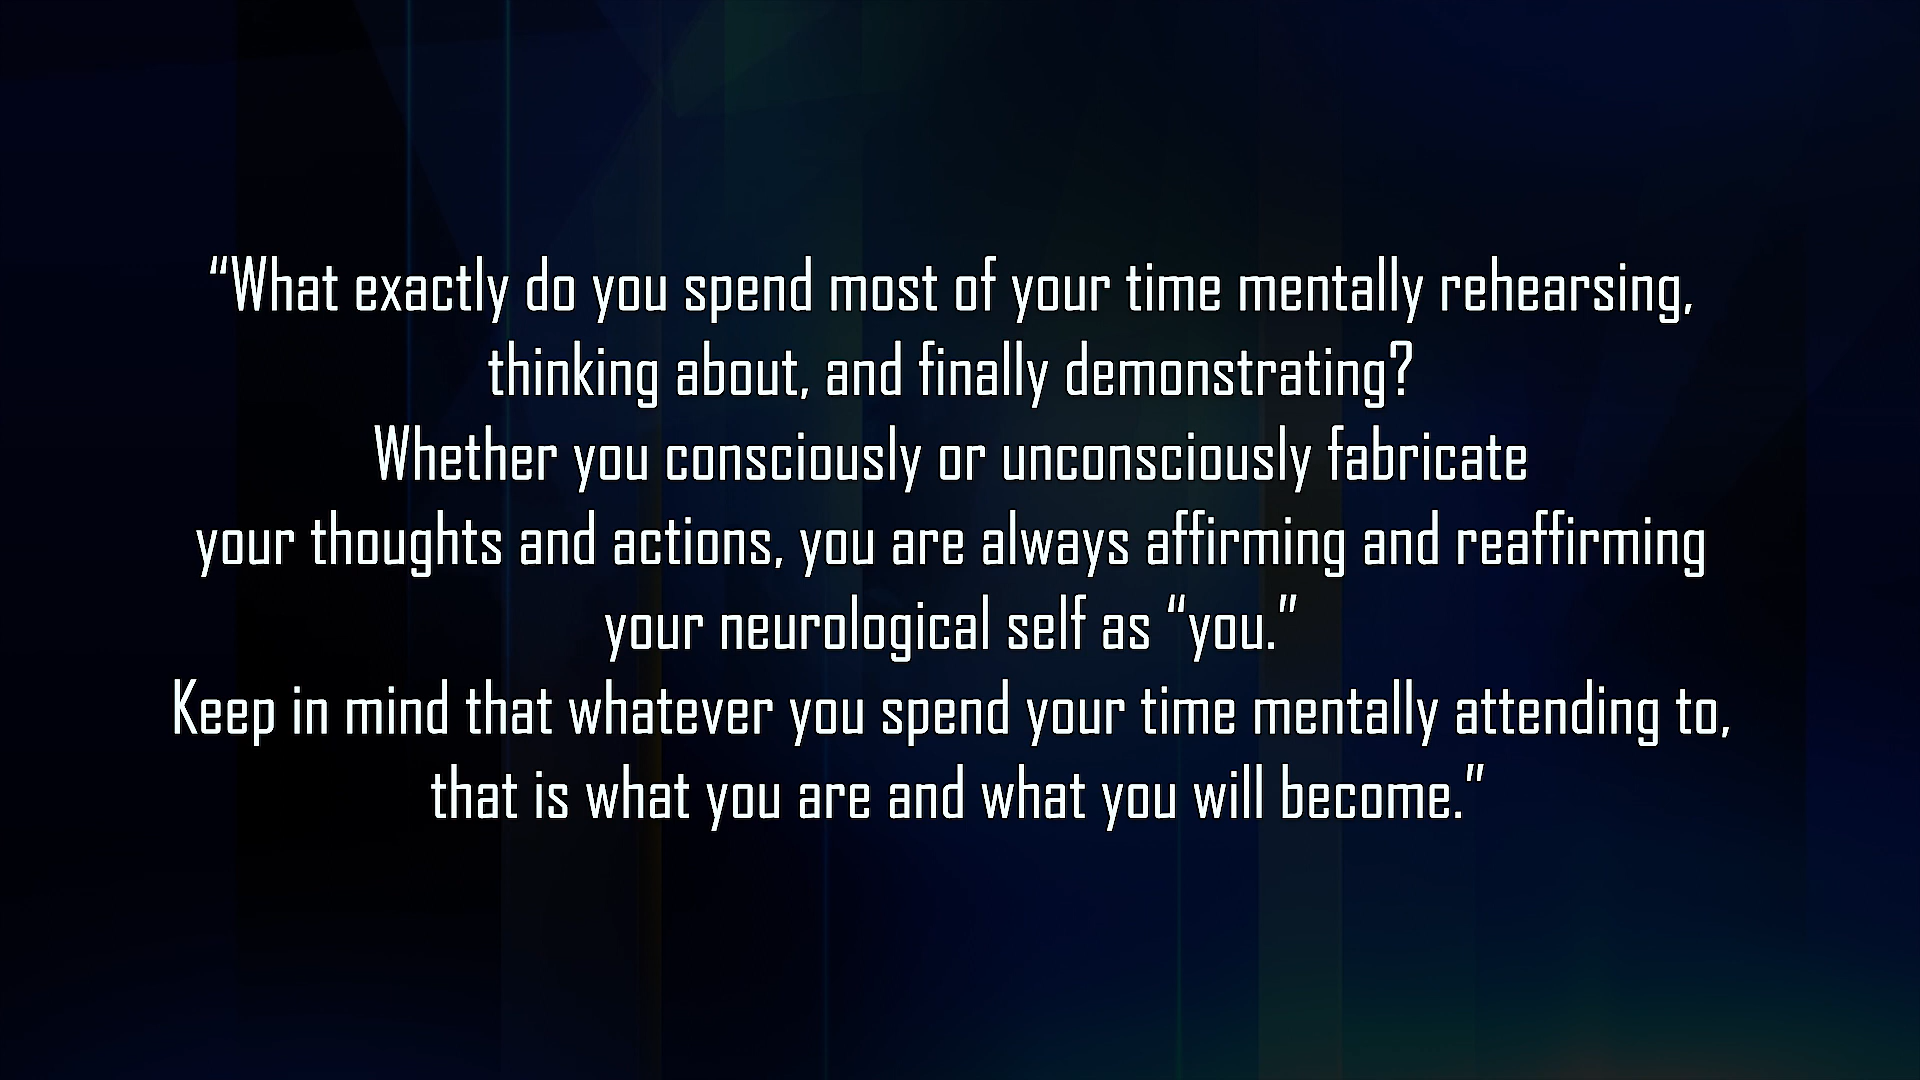 “What exactly do you spend most of your time mentally rehearsing,
thinking about, and finally demonstrating?
Whether you consciously or unconsciously fabricate
your thoughts and actions, you are always affirming and reaffirming
your neurological self as “you.”
Keep in mind that whatever you spend your time mentally attending to,
that is what you are and what you will become.”